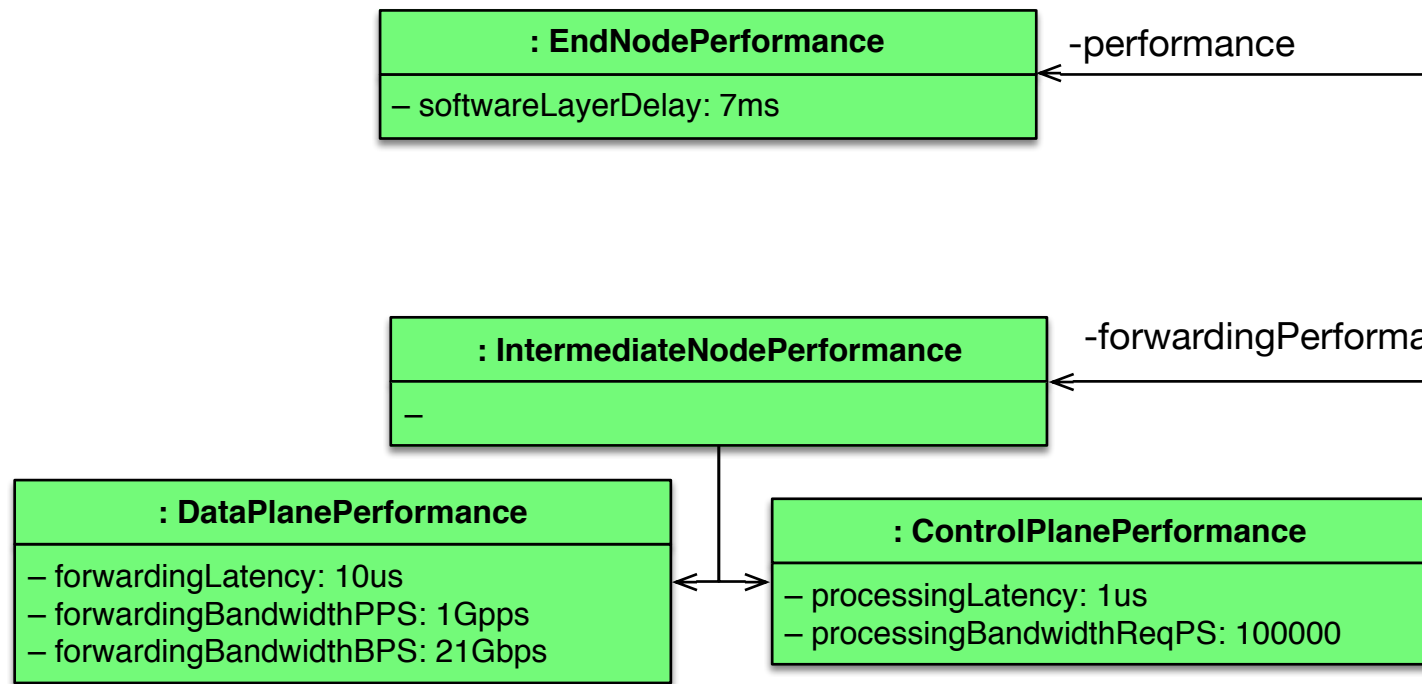 : EndNodePerformance
-performance
– softwareLayerDelay: 7ms
: IntermediateNodePerformance
-forwardingPerforma
–
: DataPlanePerformance
– forwardingLatency: 10us
– forwardingBandwidthPPS: 1Gpps
– forwardingBandwidthBPS: 21Gbps
: ControlPlanePerformance
– processingLatency: 1us
– processingBandwidthReqPS: 100000